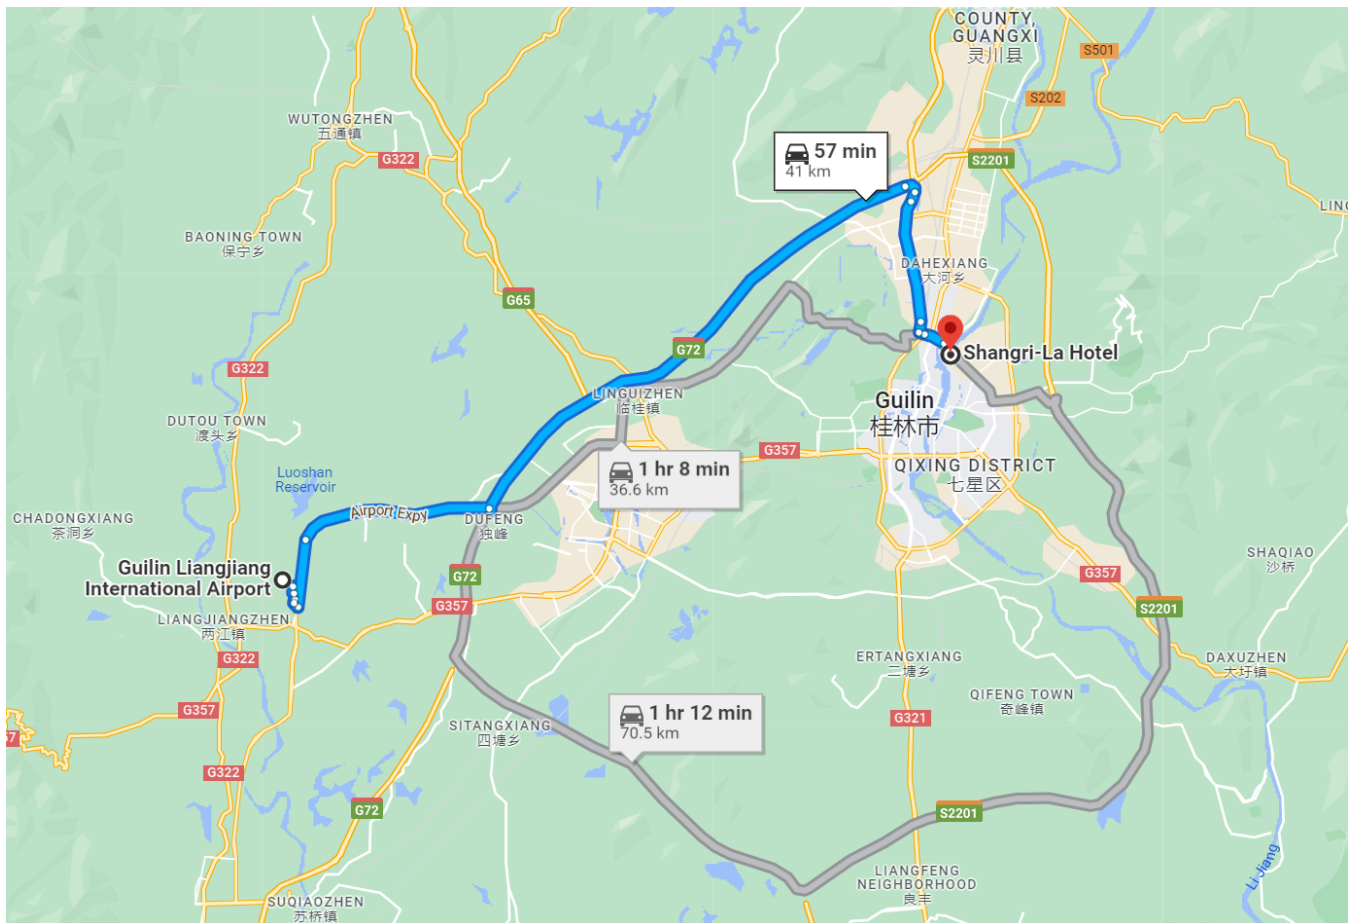 COUNTY,
GUANGXI
灵川县
S501
S202
WUTONGZHEN
五通镇
G322
57 min
41 km
S2201
BAONING TOWN
保宁乡
DAHEXIANG
大河乡
G65
G72
Shangri-La Hotel
G322
LINGUIZHEN
临桂镇
Guilin
桂林市
DUTOU TOWN
渡头乡
G357
1 hr 8 min
36.6 km
QIXING DISTRICT
七星区
Luoshan
Reservoir
Airport Expy
CHADONGXIANG
茶洞乡
DUFENG
独峰
SHAQIAO
沙桥
Guilin Liangjiang
International Airport
G72
G357
G357
S2201
LIANGJIANGZHEN
两江镇
G322
ERTANGXIANG
二塘乡
DAXUZHEN
大圩镇
QIFENG TOWN
奇峰镇
G357
1 hr 12 min
70.5 km
G321
SITANGXIANG
四塘乡
G322
G72
S2201
LIANGFENG
NEIGHBORHOOD
良丰
Li Jiang
SUQIAOZHEN
苏桥镇